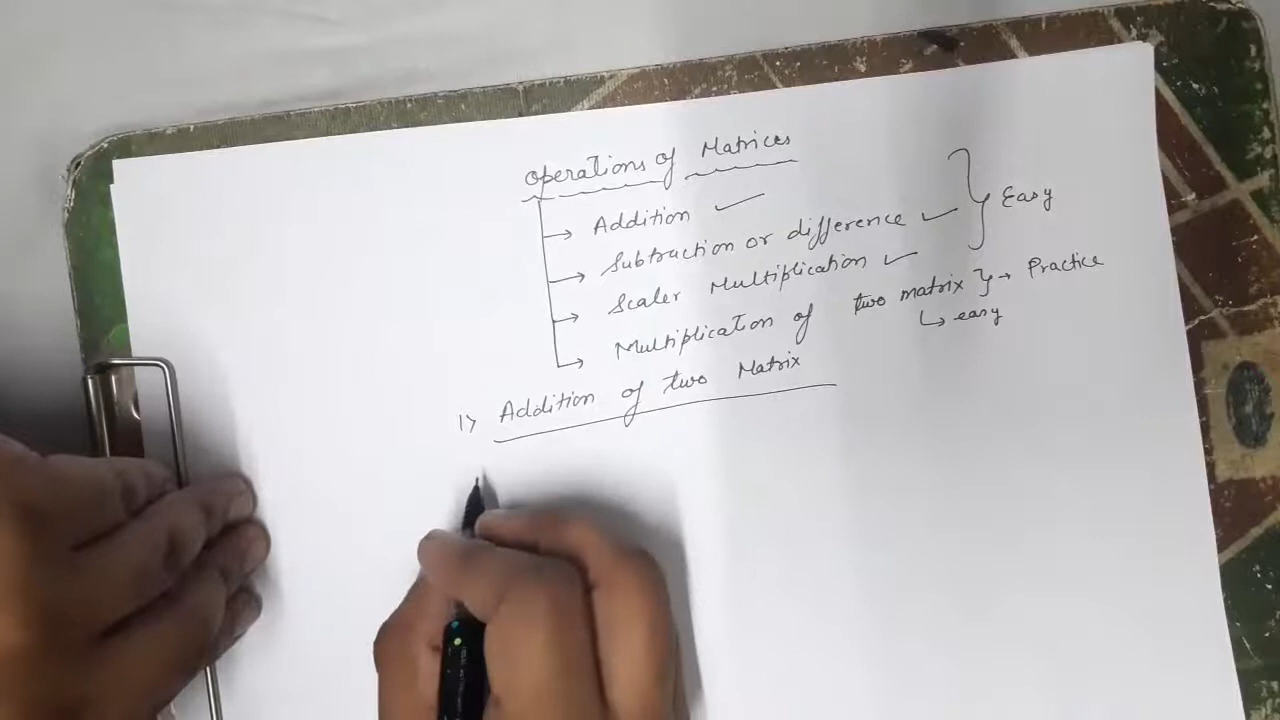 operations of Matrices
→ Addition ✓
→ Subtraction or difference ✓ } Easy
→ Scaler Multiplication ✓
→ Multiplication of two matrix } → Practice
↳ easy
1) Addition of two Matrix